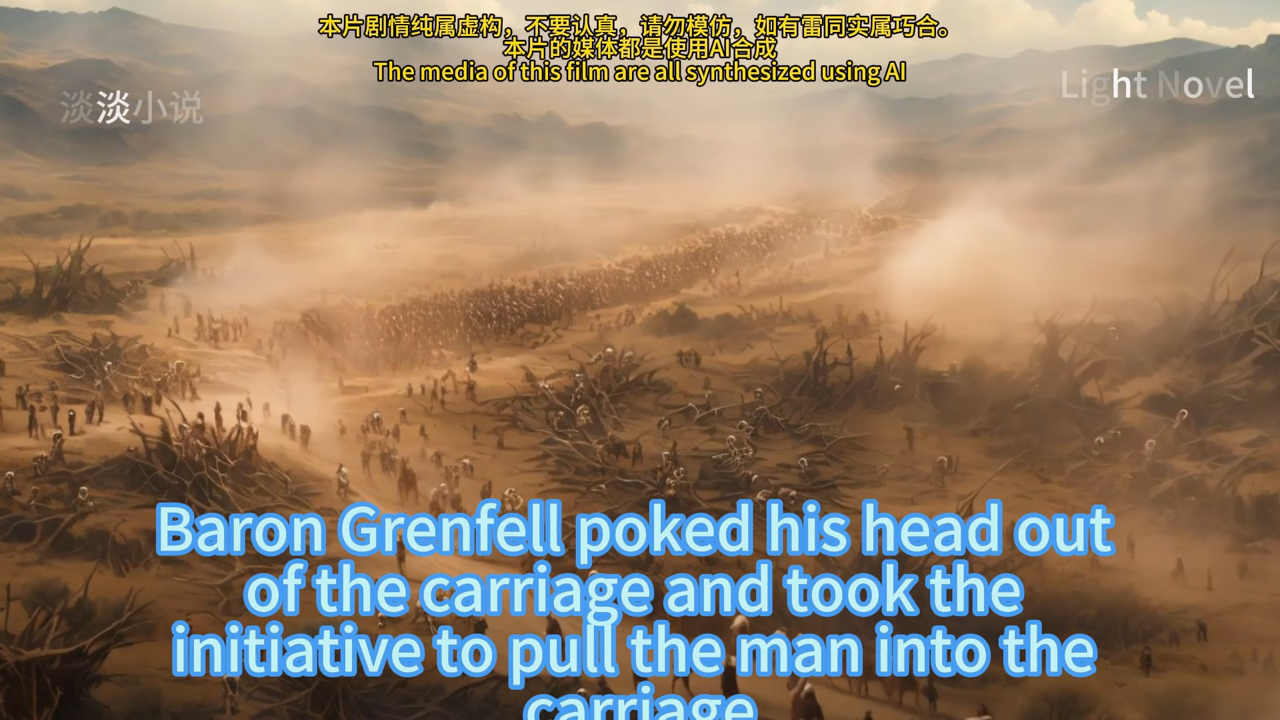 本片剧情纯属虚构，不要认真，请勿模仿，如有雷同实属巧合。
本片的媒体都是使用AI合成
The media of this film are all synthesized using AI
淡淡小说
Light Novel
Baron Grenfell poked his head out
of the carriage and took the
initiative to pull the man into the
carriage